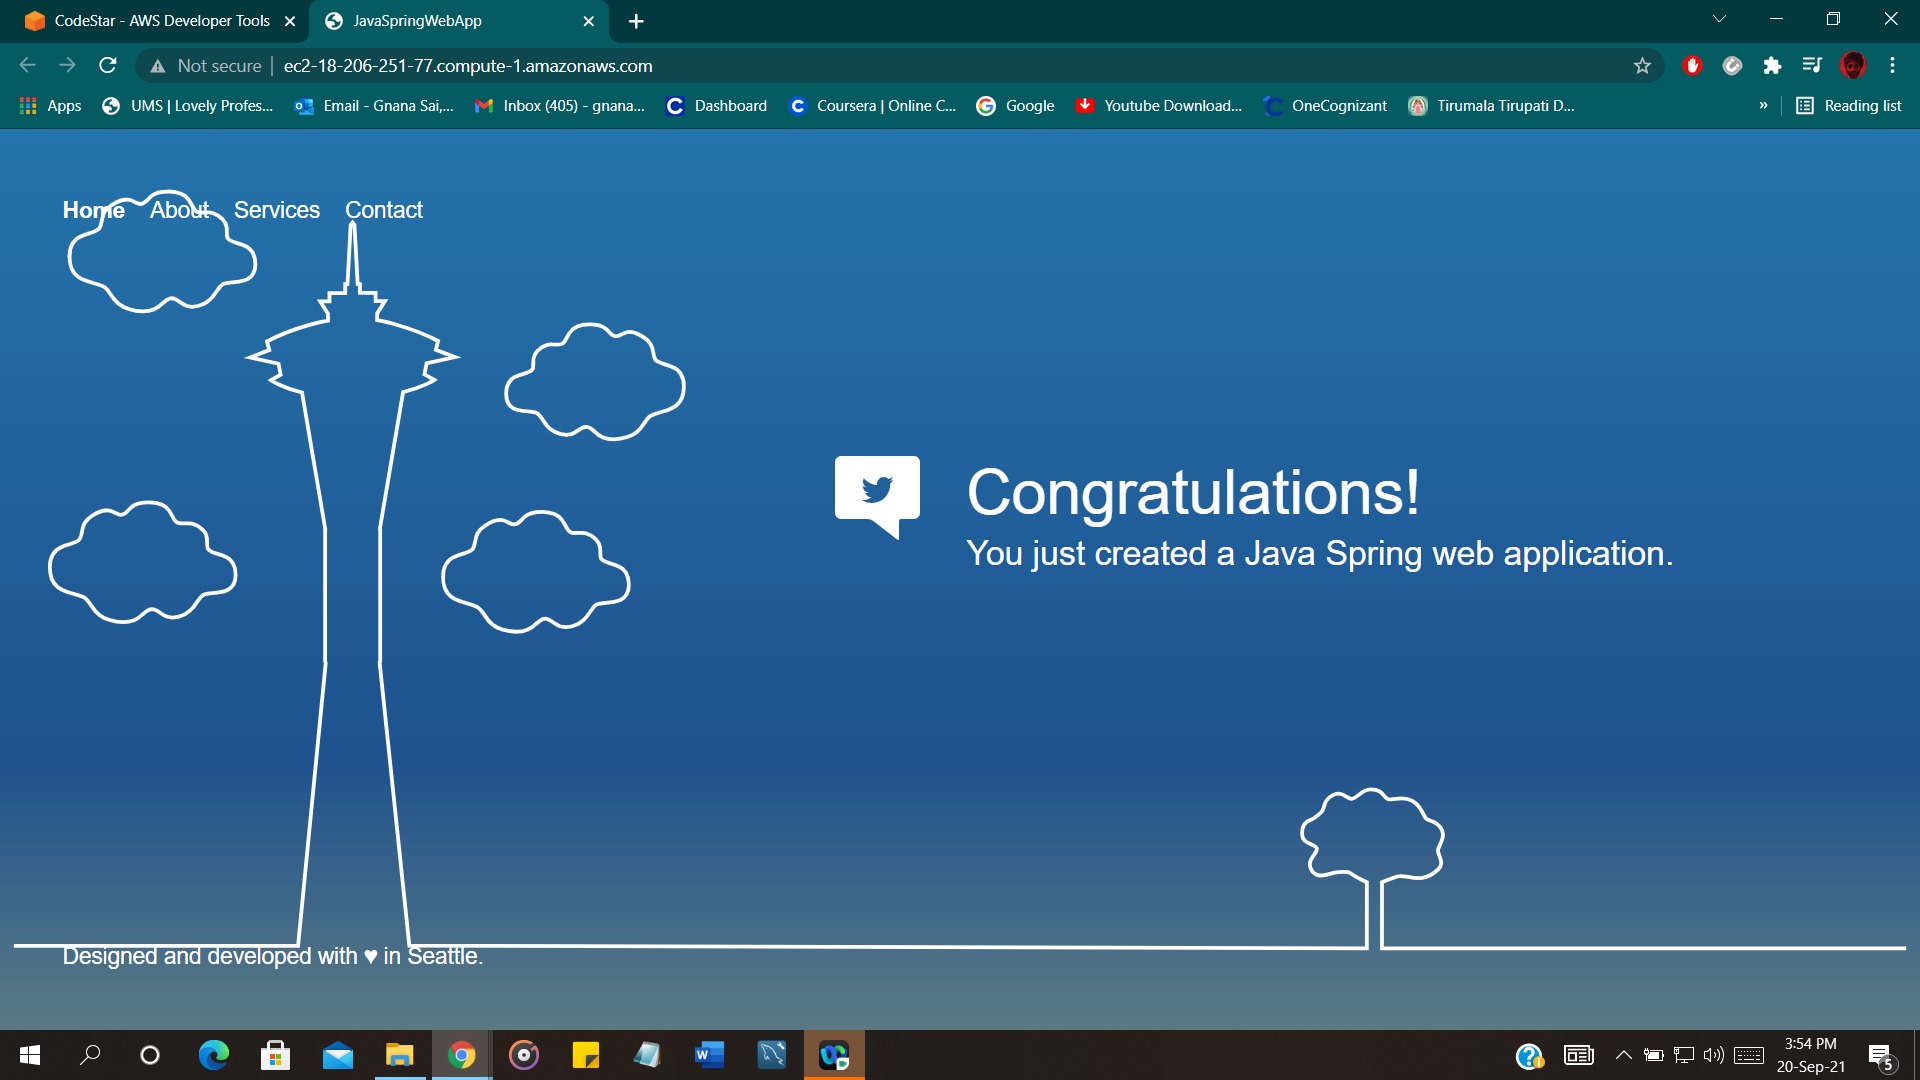 CodeStar - AWS Developer Tools
JavaSpringWebApp
Not secure
ec2-18-206-251-77.compute-1.amazonaws.com
Apps
UMS | Lovely Profes...
Email - Gnana Sai,...
Inbox (405) - gnana...
Dashboard
Coursera | Online C...
Google
Youtube Download...
OneCognizant
Tirumala Tirupati D...
»
Reading list
Home About Services Contact
Congratulations!
You just created a Java Spring web application.
Designed and developed with ♥ in Seattle.
3:54 PM
20-Sep-21
5